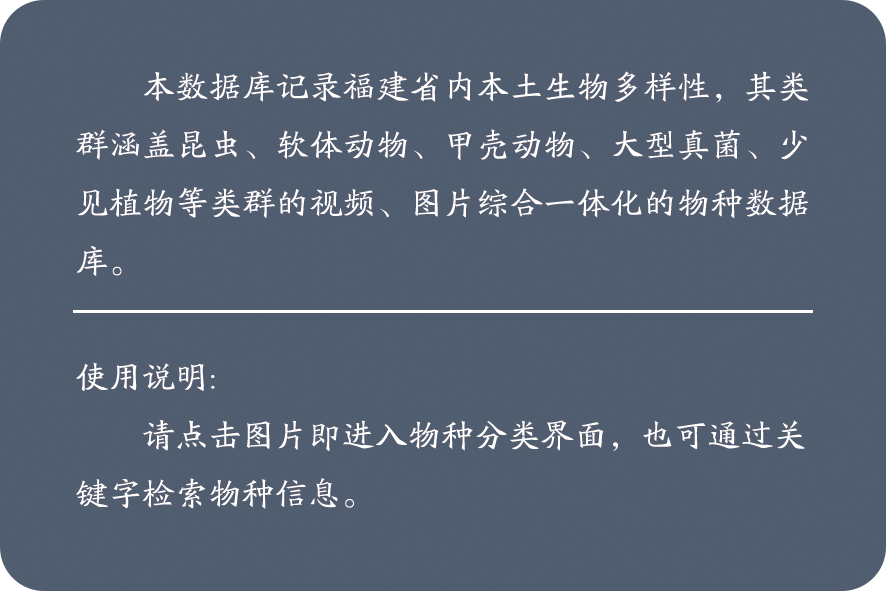 本数据库记录福建省内本土生物多样性，其类
群涵盖昆虫、软体动物、甲壳动物、大型真菌、少
见植物等类群的视频、图片综合一体化的物种数据
库。
使用说明:
请点击图片即进入物种分类界面，也可通过关
键字检索物种信息。